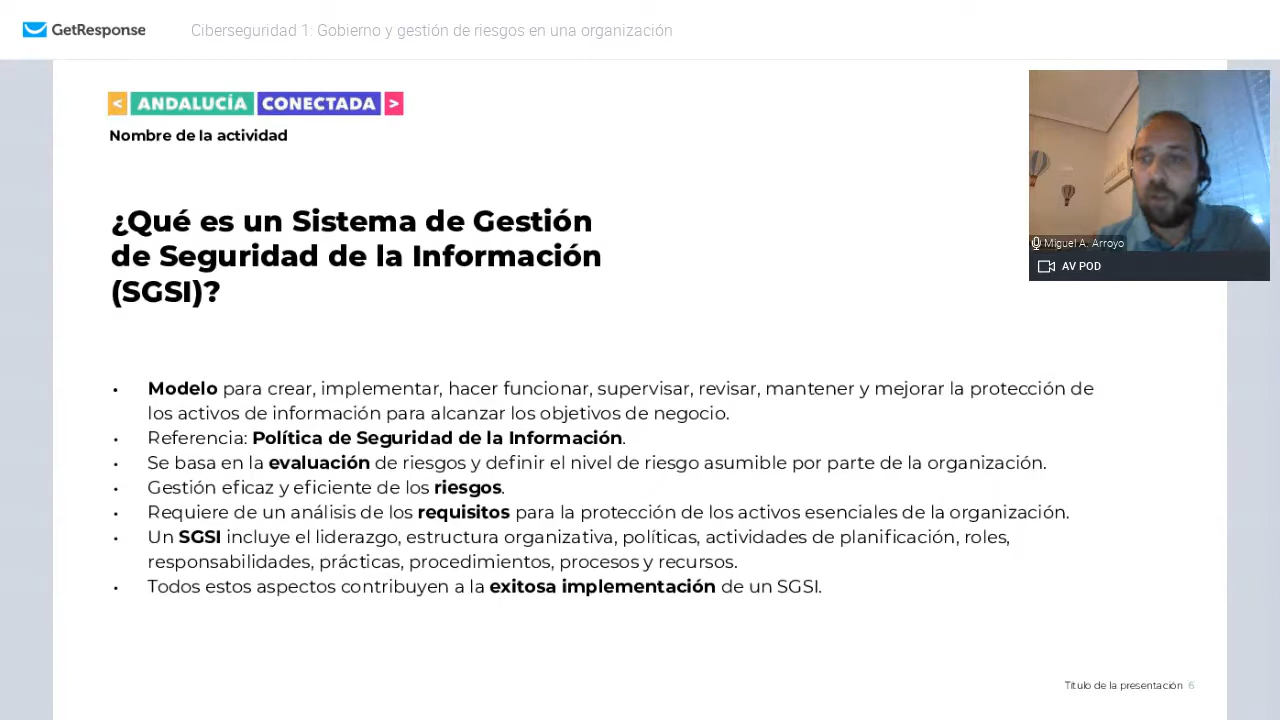 GetResponse
Ciberseguridad 1: Gobierno y gestión de riesgos en una organización
< ANDALUCÍA CONECTADA >
Nombre de la actividad
¿Qué es un Sistema de Gestión
de Seguridad de la Información
(SGSI)?
Miguel A. Arroyo
AV POD
• Modelo para crear, implementar, hacer funcionar, supervisar, revisar, mantener y mejorar la protección de
los activos de información para alcanzar los objetivos de negocio.
• Referencia: Política de Seguridad de la Información.
• Se basa en la evaluación de riesgos y definir el nivel de riesgo asumible por parte de la organización.
• Gestión eficaz y eficiente de los riesgos.
• Requiere de un análisis de los requisitos para la protección de los activos esenciales de la organización.
• Un SGSI incluye el liderazgo, estructura organizativa, políticas, actividades de planificación, roles,
responsabilidades, prácticas, procedimientos, procesos y recursos.
• Todos estos aspectos contribuyen a la exitosa implementación de un SGSI.
Título de la presentación 6